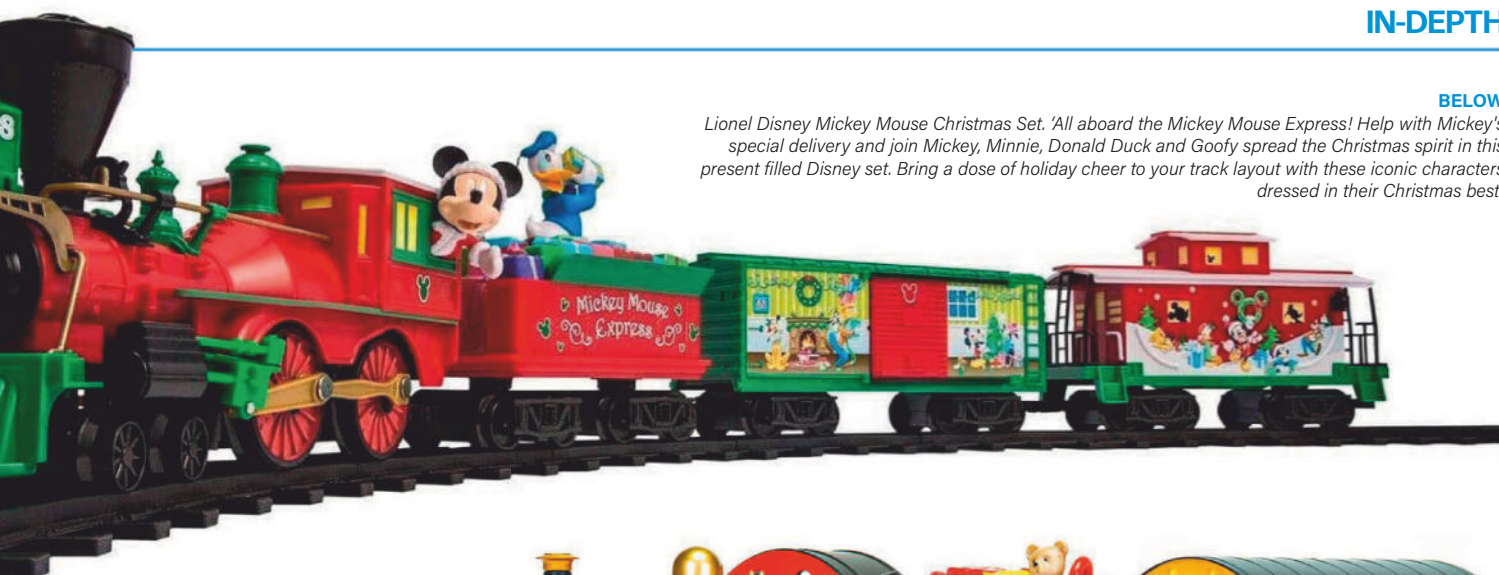 IN-DEPTH
BELOW
Lionel Disney Mickey Mouse Christmas Set. ‘All aboard the Mickey Mouse Express! Help with Mickey's
special delivery and join Mickey, Minnie, Donald Duck and Goofy spread the Christmas spirit in this
present filled Disney set. Bring a dose of holiday cheer to your track layout with these iconic characters
dressed in their Christmas best
8
Mickey Mouse
Express